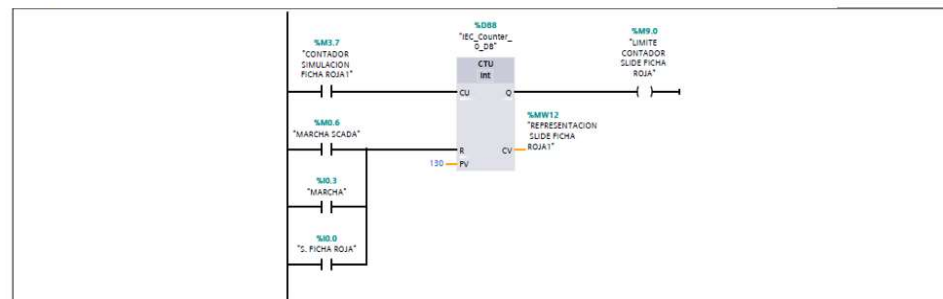 %DB8
"IEC_Counter_
0_DB"
%M3.7
"CONTADOR
SIMULACION
FICHA ROJA1"
CTU
Int
CU
Q
%M9.0
"LIMITE
CONTADOR
SLIDE FICHA
ROJA"
%M0.6
"MARCHA SCADA"
R
130
PV
CV
%MW12
"REPRESENTACION
SLIDE FICHA
ROJA1"
%I0.3
"MARCHA"
%I0.0
"S. FICHA ROJA"